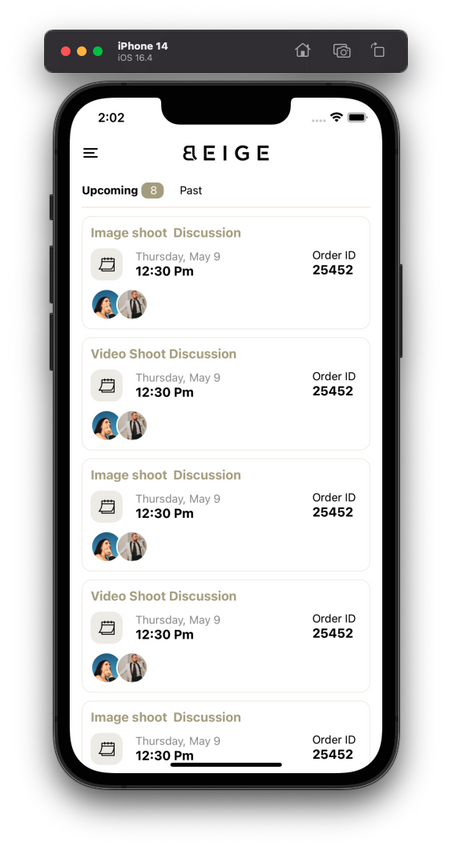 iPhone 14
iOS 16.4
2:02
BEIGE
Upcoming 8 Past
Image shoot  Discussion
Thursday, May 9
12:30 Pm
Order ID
25452
Video Shoot Discussion
Thursday, May 9
12:30 Pm
Order ID
25452
Image shoot  Discussion
Thursday, May 9
12:30 Pm
Order ID
25452
Video Shoot Discussion
Thursday, May 9
12:30 Pm
Order ID
25452
Image shoot  Discussion
Thursday, May 9
12:30 Pm
Order ID
25452